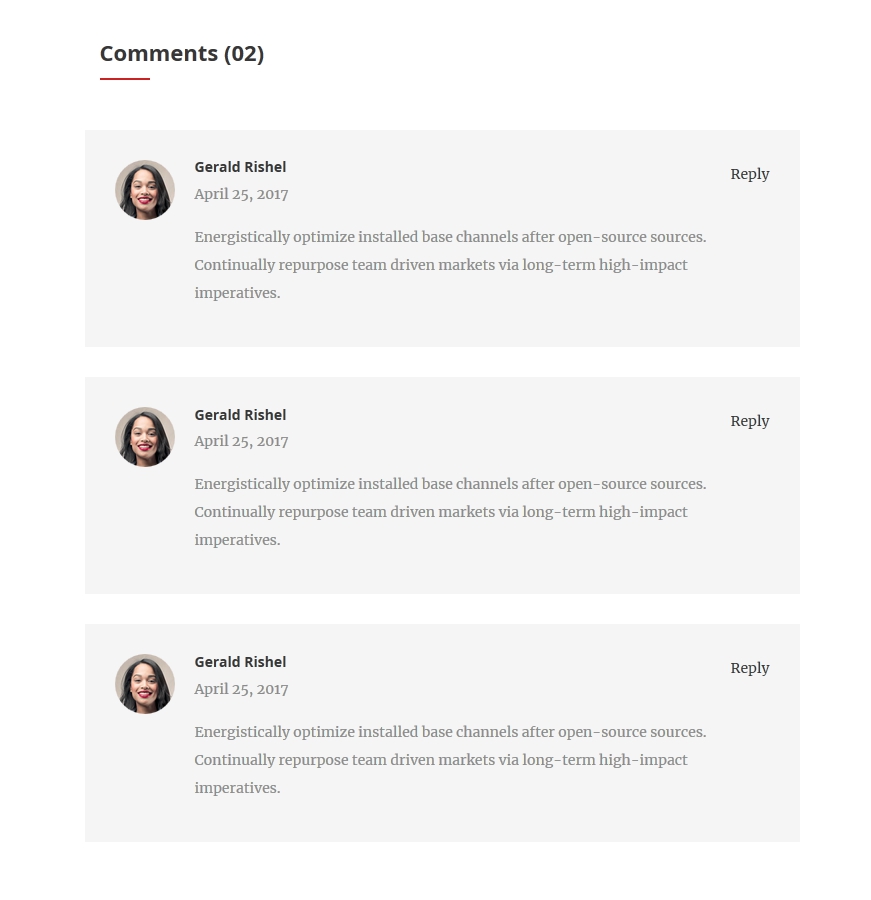 Comments (02)
Gerald Rishel
Reply
April 25, 2017
Energistically optimize installed base channels after open-source sources.
Continually repurpose team driven markets via long-term high-impact
imperatives.
Gerald Rishel
Reply
April 25, 2017
Energistically optimize installed base channels after open-source sources.
Continually repurpose team driven markets via long-term high-impact
imperatives.
Gerald Rishel
Reply
April 25, 2017
Energistically optimize installed base channels after open-source sources.
Continually repurpose team driven markets via long-term high-impact
imperatives.